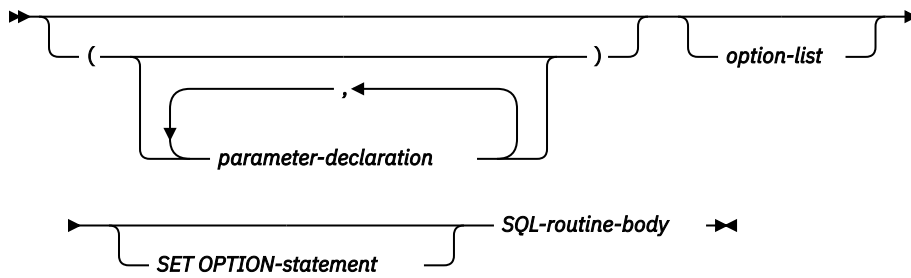 ( )
option-list
,
parameter-declaration
SQL-routine-body
SET OPTION-statement